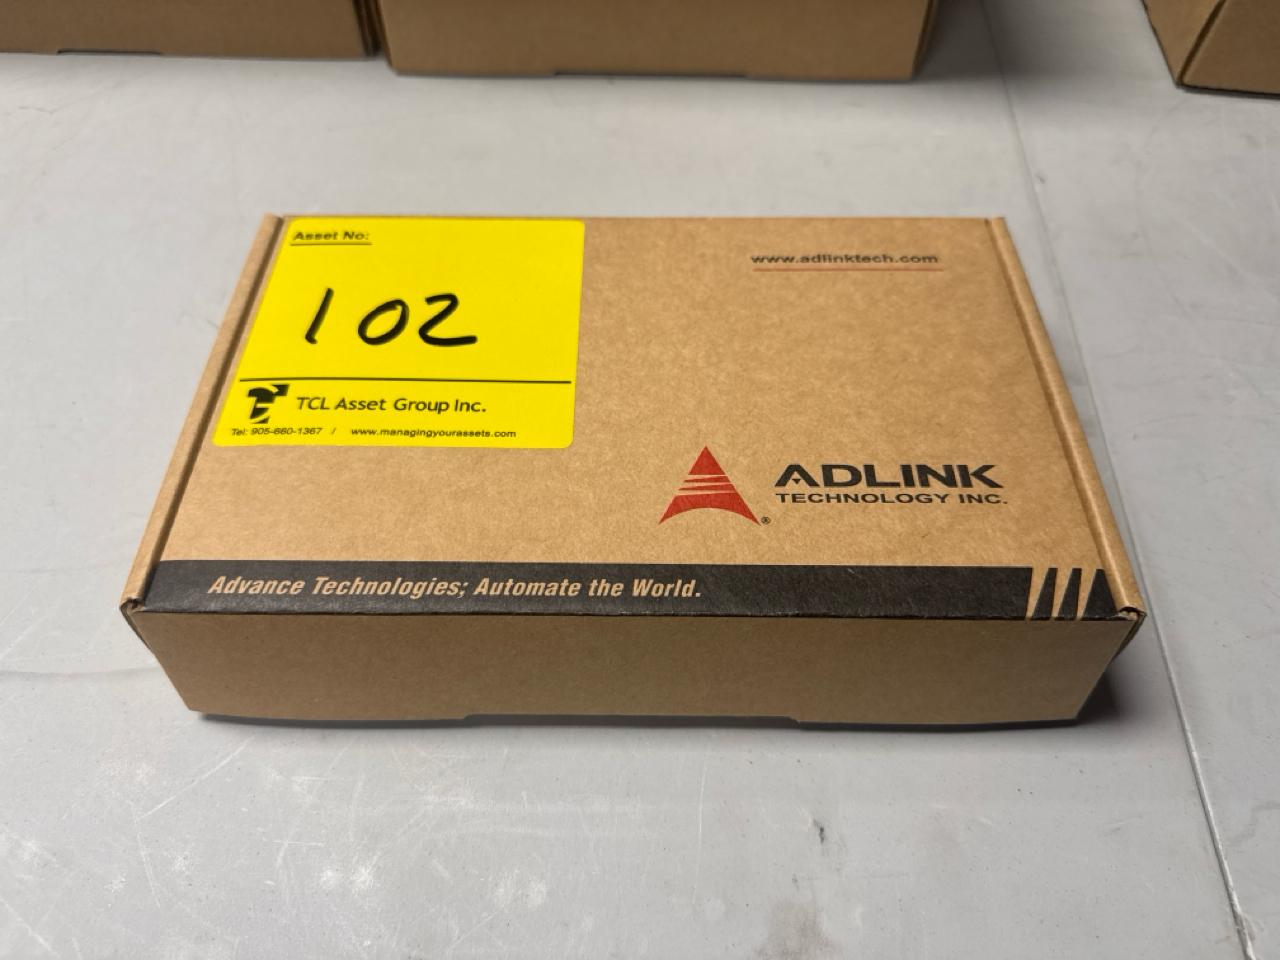 Asset No:
102
TCL Asset Group Inc.
Tel: 905-660-1367 / www.managingyourassets.com
www.adlinktech.com
ADLINK
TECHNOLOGY INC.
®
Advance Technologies; Automate the World.